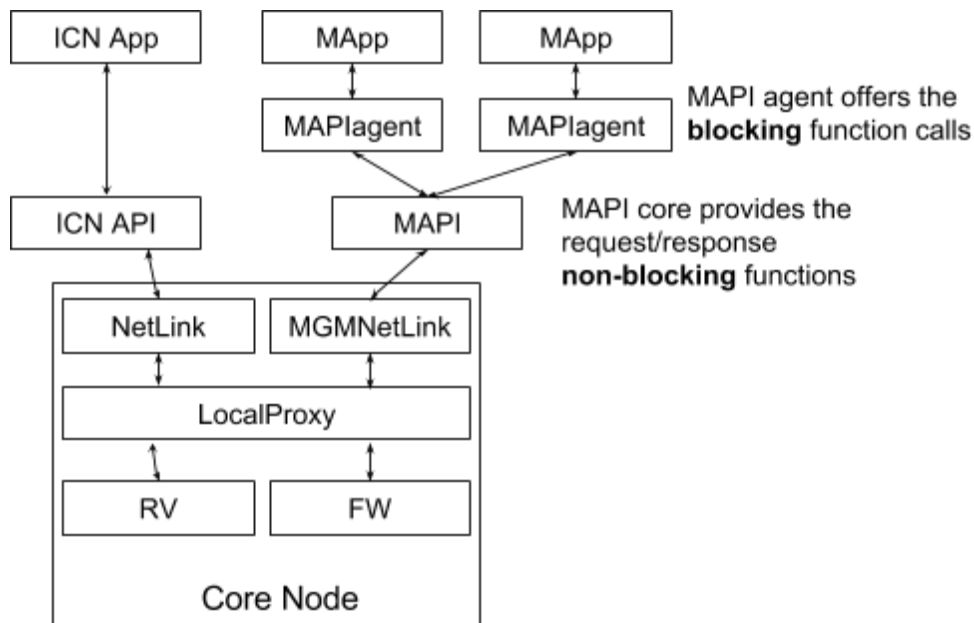 ICN App
MApp
MApp
MAPIagent
MAPIagent
MAPI agent offers the
blocking function calls
ICN API
MAPI
MAPI core provides the
request/response
non-blocking functions
NetLink
MGMNetLink
LocalProxy
RV
FW
Core Node